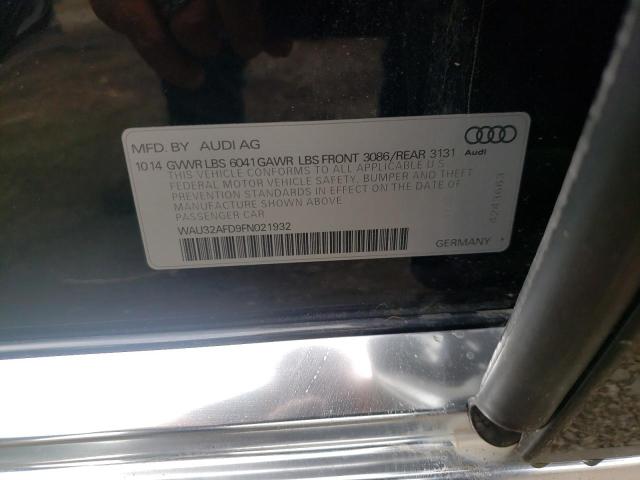 MFD. BY AUDI AG
10 14 GVWR LBS 6041 GAWR LBS FRONT 3086/REAR 3131
Audi
THIS VEHICLE CONFORMS TO ALL APPLICABLE U.S.
FEDERAL MOTOR VEHICLE SAFETY, BUMPER AND THEFT
PREVENTION STANDARDS IN EFFECT ON THE DATE OF
MANUFACTURE SHOWN ABOVE
PASSENGER CAR
WAU32AFD9FN021932
GERMANY
4243663